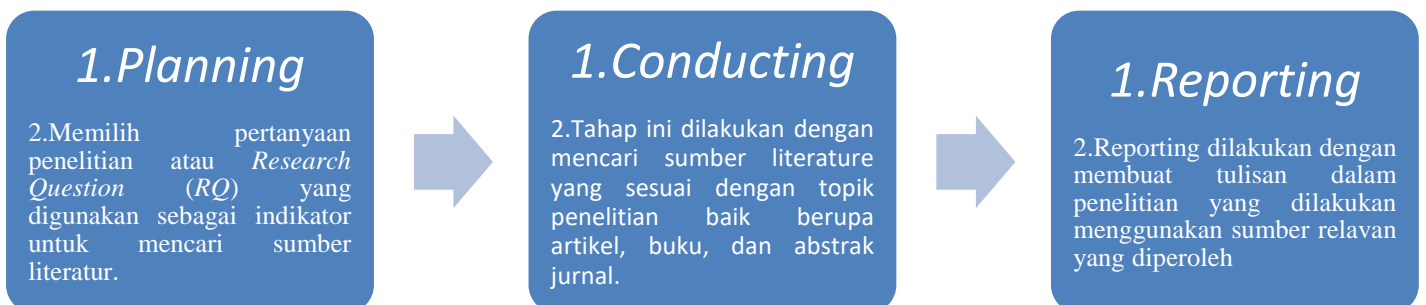 1.Planning
2.Memilih pertanyaan
penelitian atau Research
Question (RQ) yang
digunakan sebagai indikator
untuk mencari sumber
literatur.
1.Conducting
2.Tahap ini dilakukan dengan
mencari sumber literature
yang sesuai dengan topik
penelitian baik berupa
artikel, buku, dan abstrak
jurnal.
1.Reporting
2.Reporting dilakukan dengan
membuat tulisan dalam
penelitian yang dilakukan
menggunakan sumber relavan
yang diperoleh